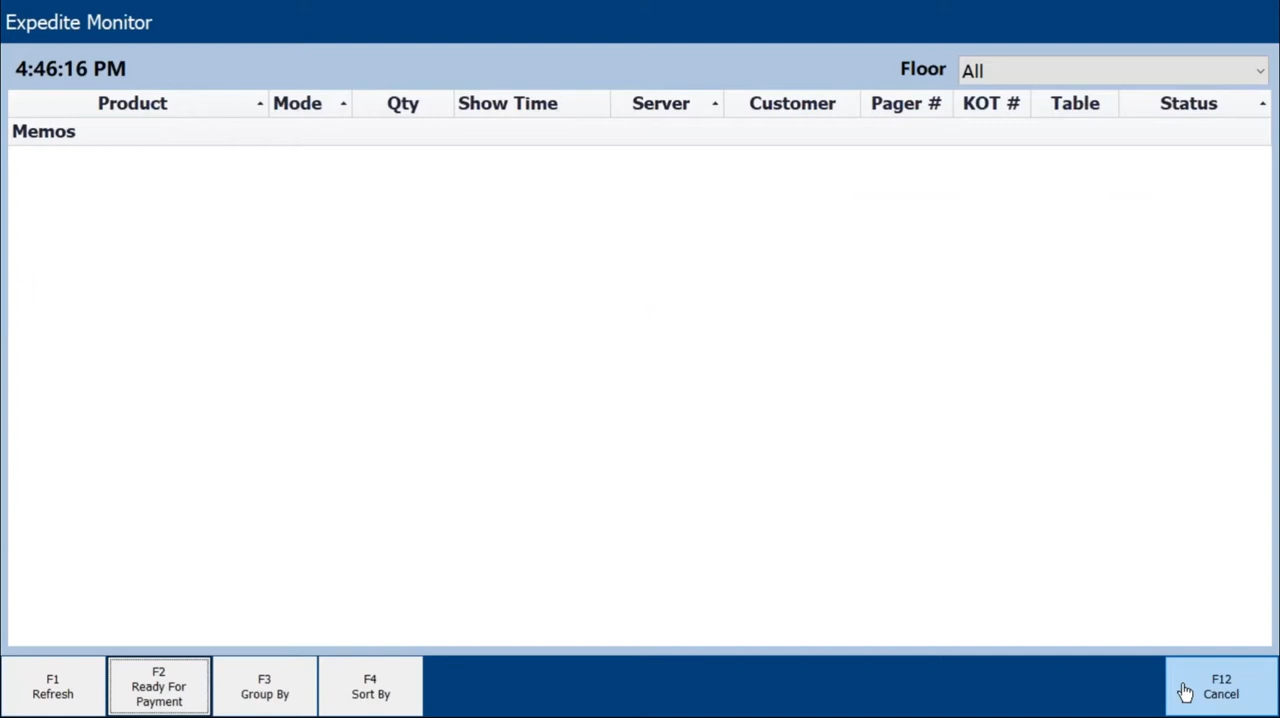 Expedite Monitor
4:46:16 PM
Floor All
Product Mode Qty Show Time Server Customer Pager # KOT # Table Status
Memos
F1
Refresh
F2
Ready For
Payment
F3
Group By
F4
Sort By
F12
Cancel